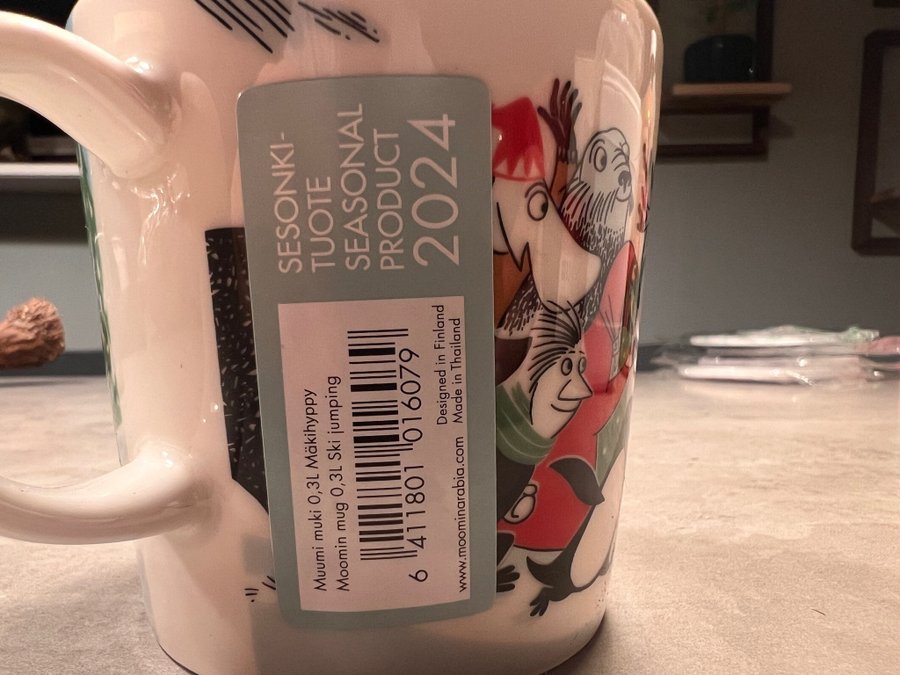 SESONKI-
TUOTE
SEASONAL
PRODUCT
2024
Muumi muki 0,3L Mäkihyppy
Moomin mug 0,3L Ski jumping
6 411801 016079
Designed in Finland
Made in Thailand
www.moominarabia.com